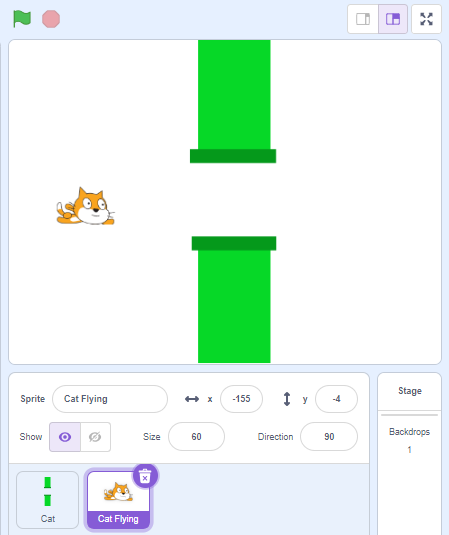 Sprite Cat Flying x -155 y -4
Show Size 60 Direction 90
Stage
Backdrops
1
Cat
Cat Flying